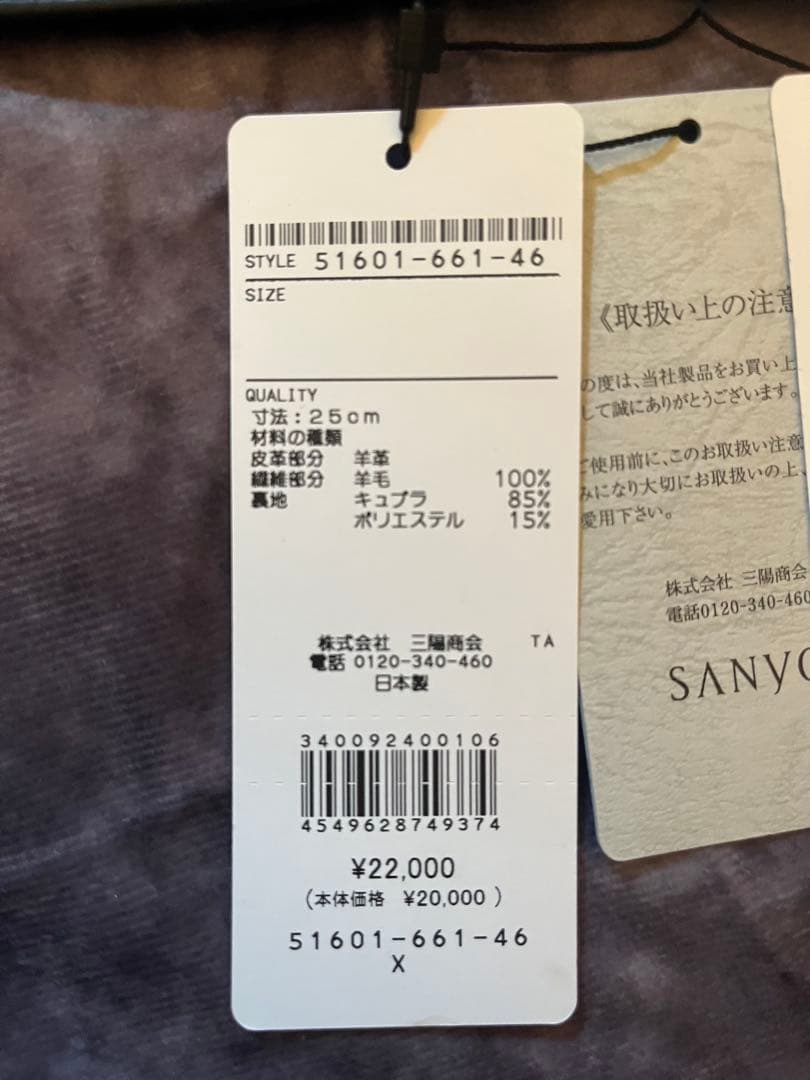 STYLE 51601-661-46
SIZE
QUALITY
寸法:25cm
材料の種類
皮革部分 羊革
繊維部分 羊毛 100%
裏地 キュプラ 85%
ポリエステル 15%
株式会社 三陽商会 TA
電話 0120-340-460
日本製
340092400106
4549628749374
¥22,000
(本体価格 ¥20,000)
51601-661-46
X
《取扱い上の注意
の度は、当社製品をお買い上
して誠にありがとうございます。
ご使用前に、このお取扱い注意
みになり大切にお取扱いの上、
愛用下さい。
株式会社 三陽商会
電話0120-340-460
SANYO